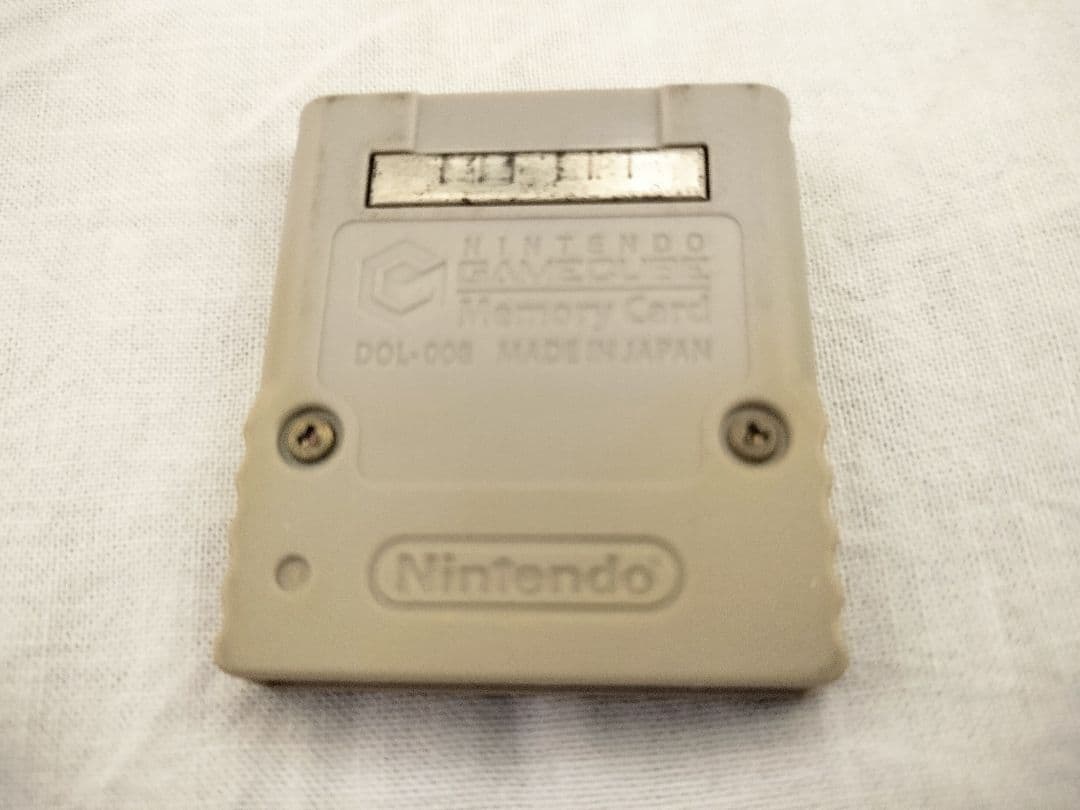 NINTENDO
GAMECUBE
Memory Card
DOL-008 MADE IN JAPAN
Nintendo